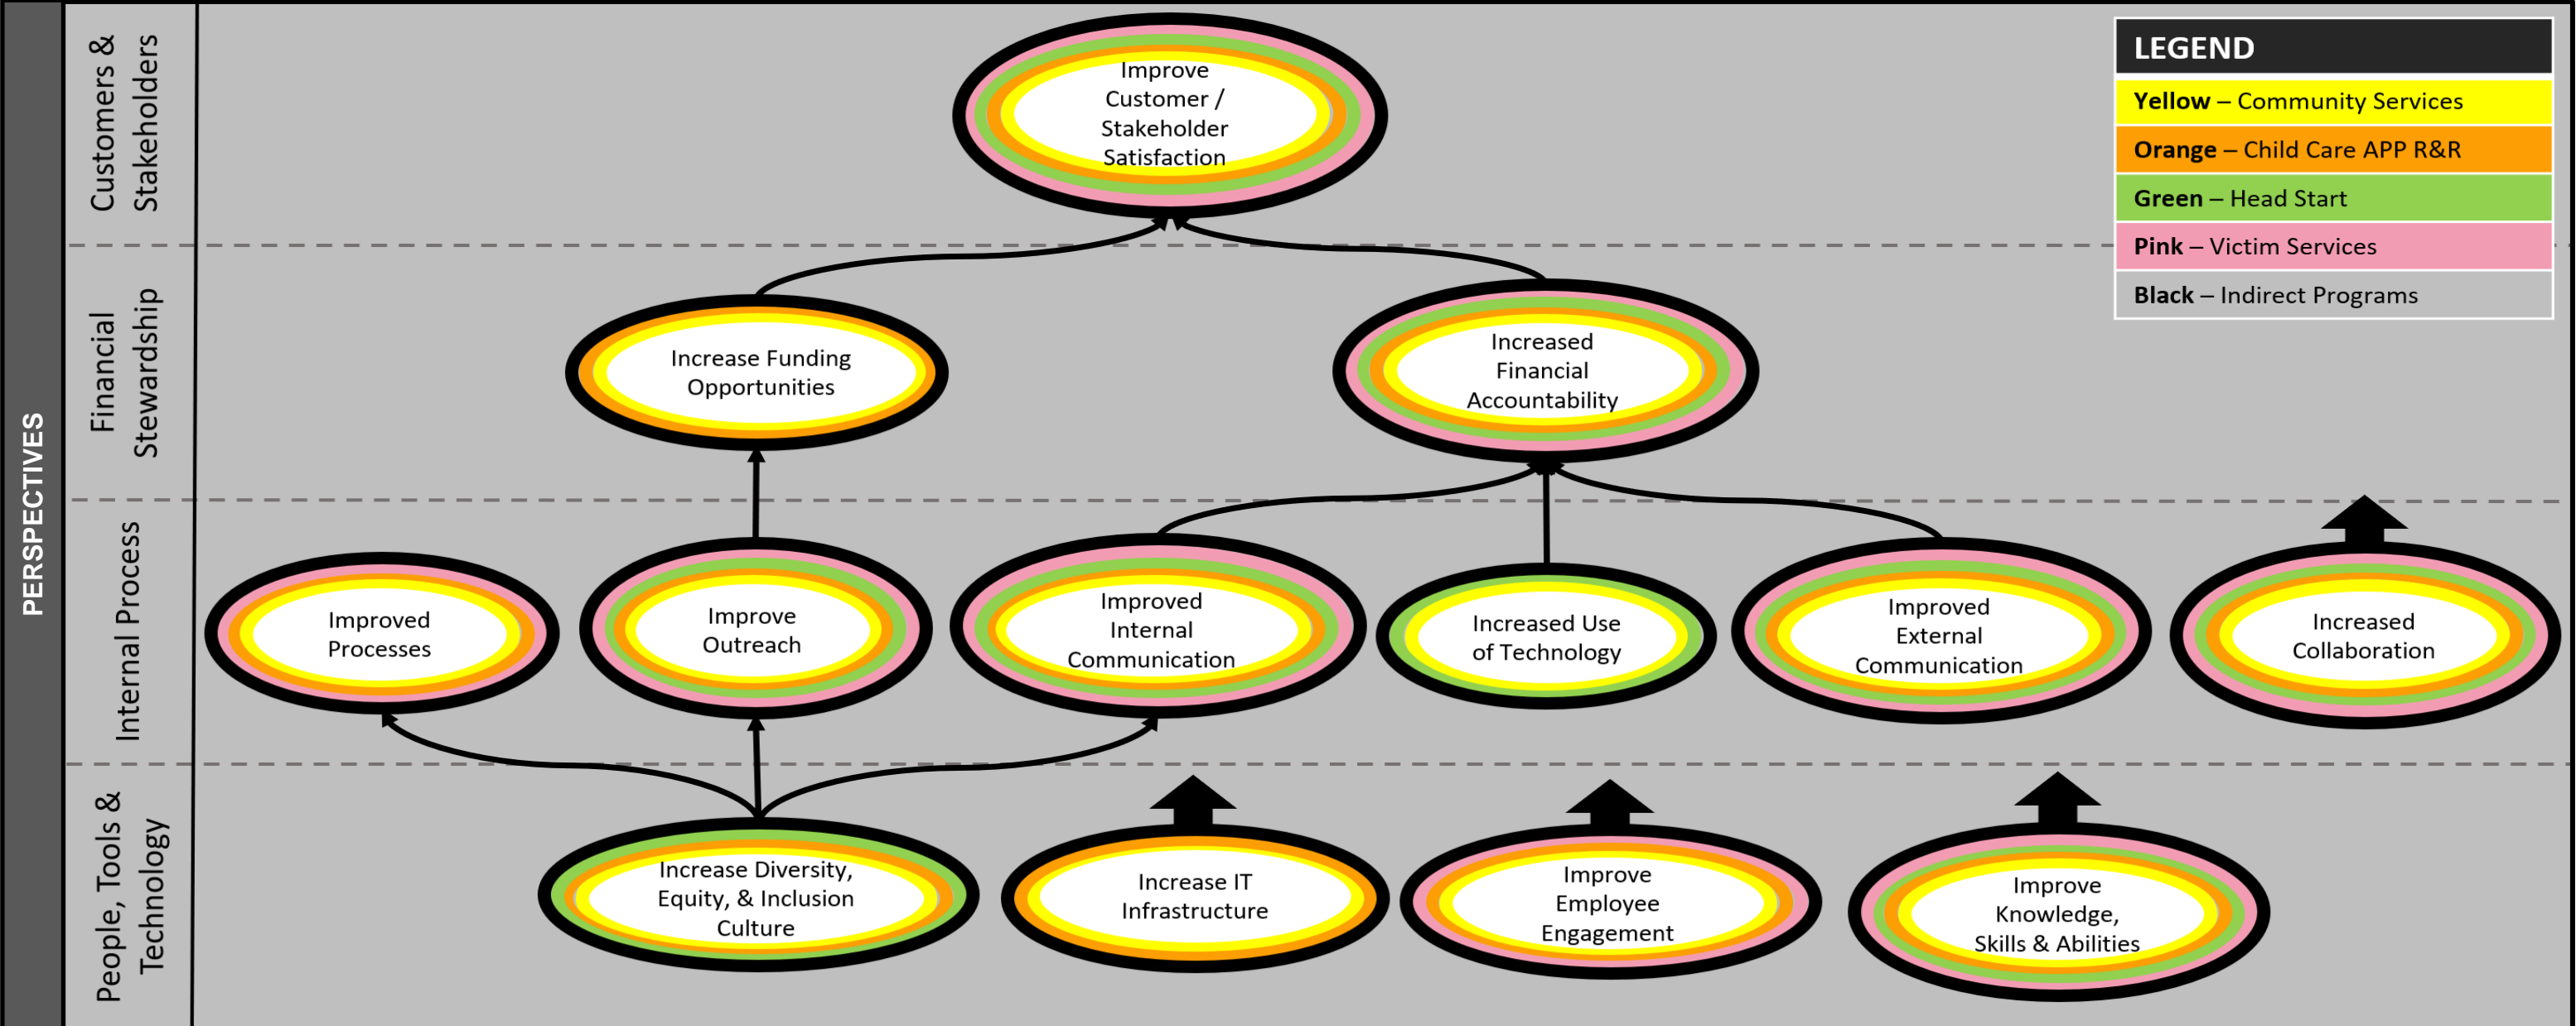 PERSPECTIVES
Customers &
Stakeholders
Improve
Customer /
Stakeholder
Satisfaction
LEGEND
Yellow – Community Services
Orange – Child Care APP R&R
Green – Head Start
Pink – Victim Services
Black – Indirect Programs
Financial
Stewardship
Increase Funding
Opportunities
Increased
Financial
Accountability
Internal Process
Improved
Processes
Improve
Outreach
Improved
Internal
Communication
Increased Use
of Technology
Improved
External
Communication
Increased
Collaboration
People, Tools &
Technology
Increase Diversity,
Equity, & Inclusion
Culture
Increase IT
Infrastructure
Improve
Employee
Engagement
Improve
Knowledge,
Skills & Abilities